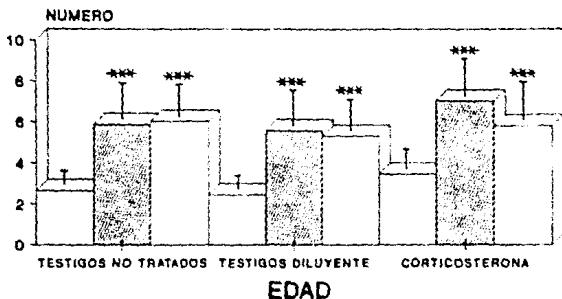 NUMERO
10
8
6
4
2
0
*** *** *** *** *** ***
TESTIGOS NO TRATADOS TESTIGOS DILUYENTE CORTICOSTERONA
EDAD